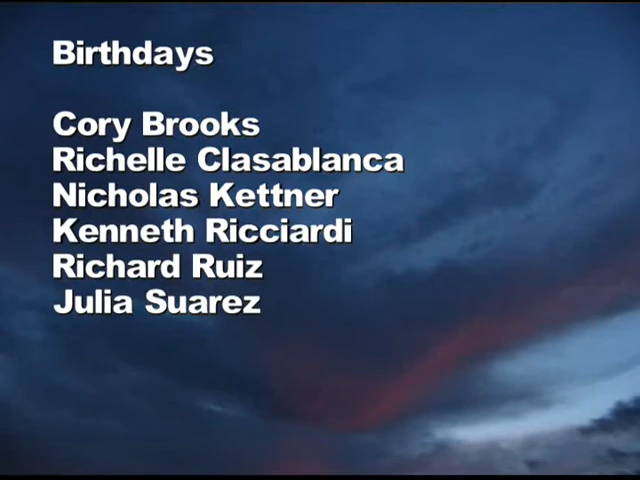 Birthdays
Cory Brooks
Richelle Clasablanca
Nicholas Kettner
Kenneth Ricciardi
Richard Ruiz
Julia Suarez